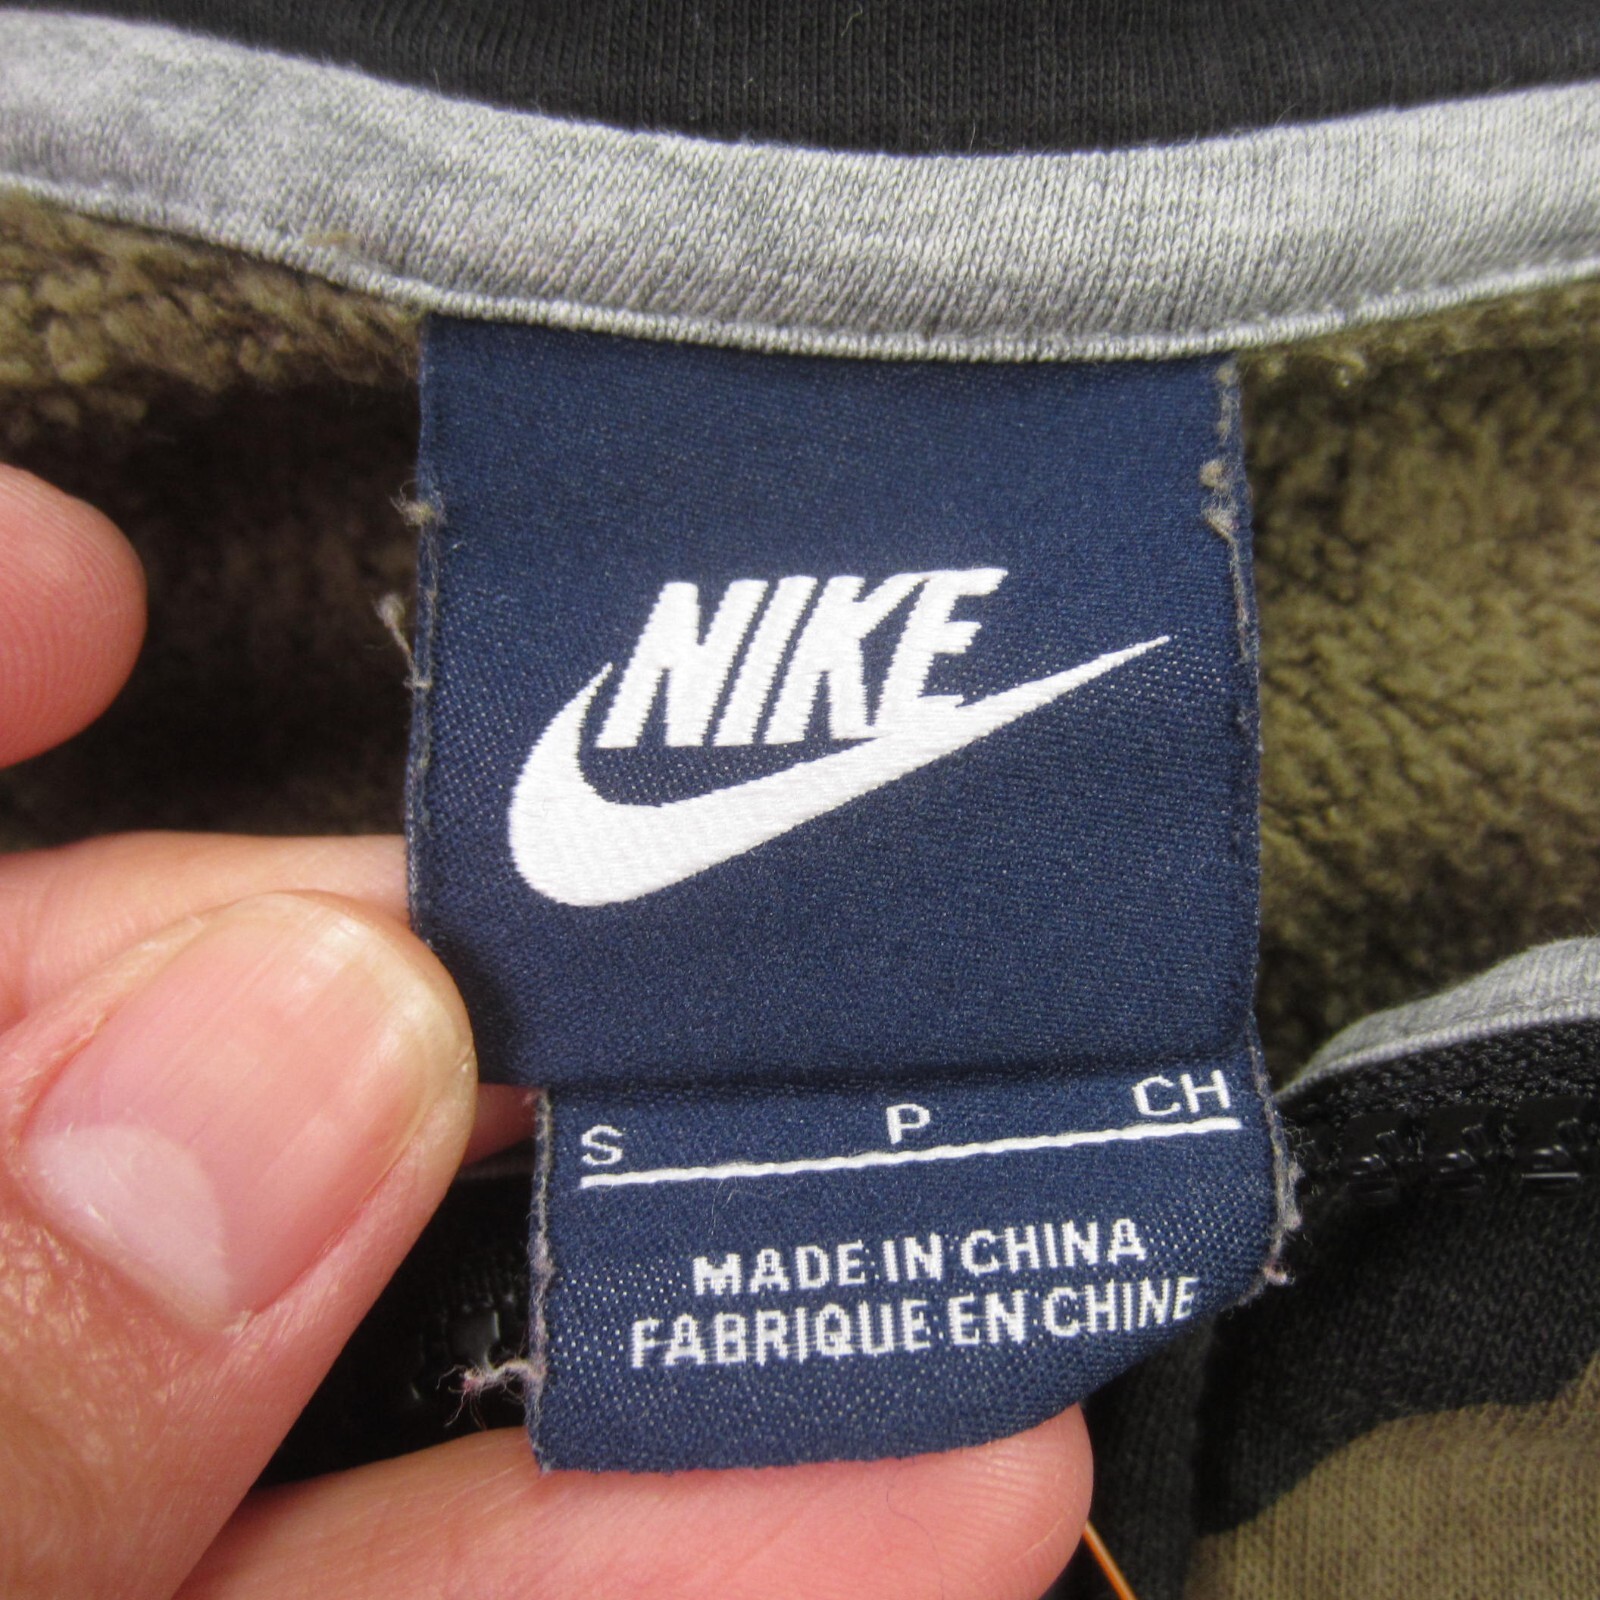 NIKE
S P CH
MADE IN CHINA
FABRIQUE EN CHINE